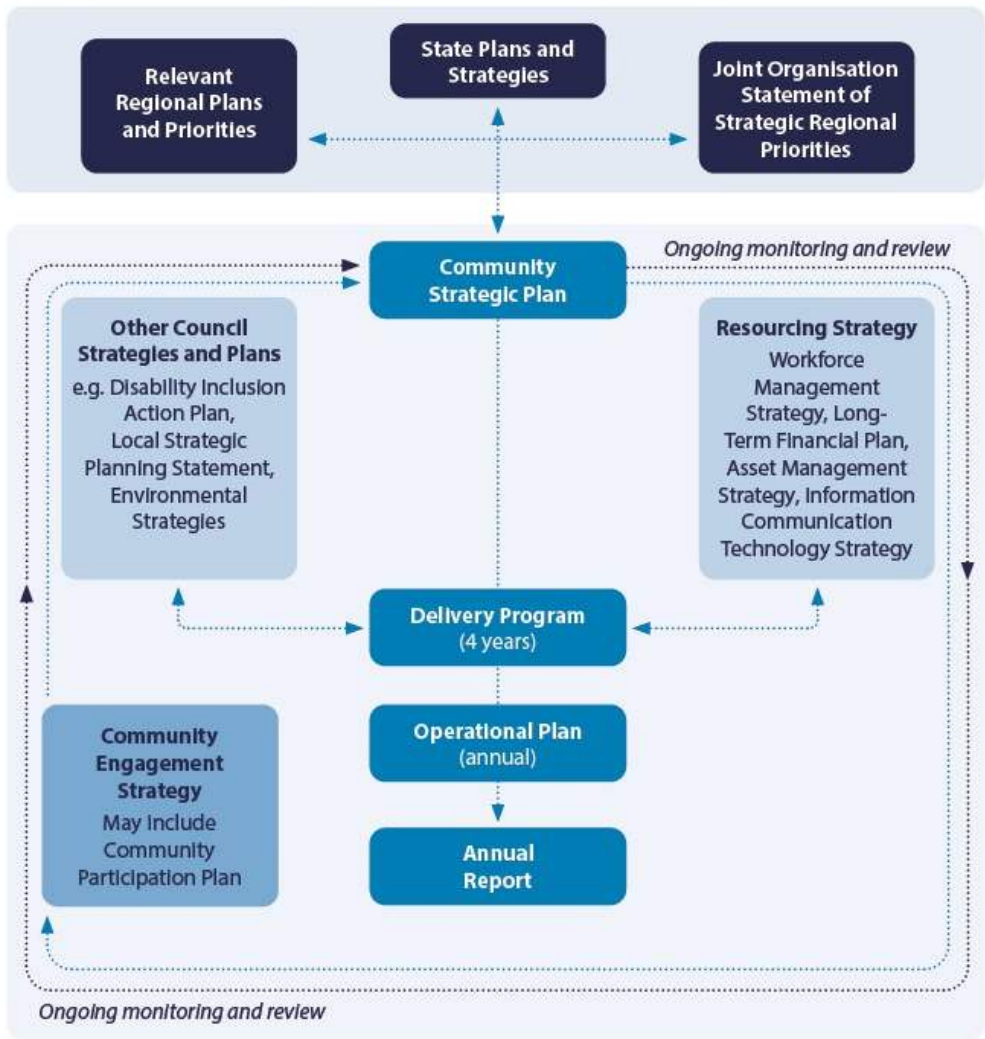 Relevant
Regional Plans
and Priorities
State Plans and
Strategies
Joint Organisation
Statement of
Strategic Regional
Priorities
Ongoing monitoring and review
Community
Strategic Plan
Other Council
Strategies and Plans
e.g. Disability Inclusion
Action Plan,
Local Strategic
Planning Statement,
Environmental
Strategies
Resourcing Strategy
Workforce
Management
Strategy, Long-
Term Financial Plan,
Asset Management
Strategy, Information
Communication
Technology Strategy
Delivery Program
(4 years)
Community
Engagement
Strategy
May Include
Community
Participation Plan
Operational Plan
(annual)
Annual
Report
Ongoing monitoring and review